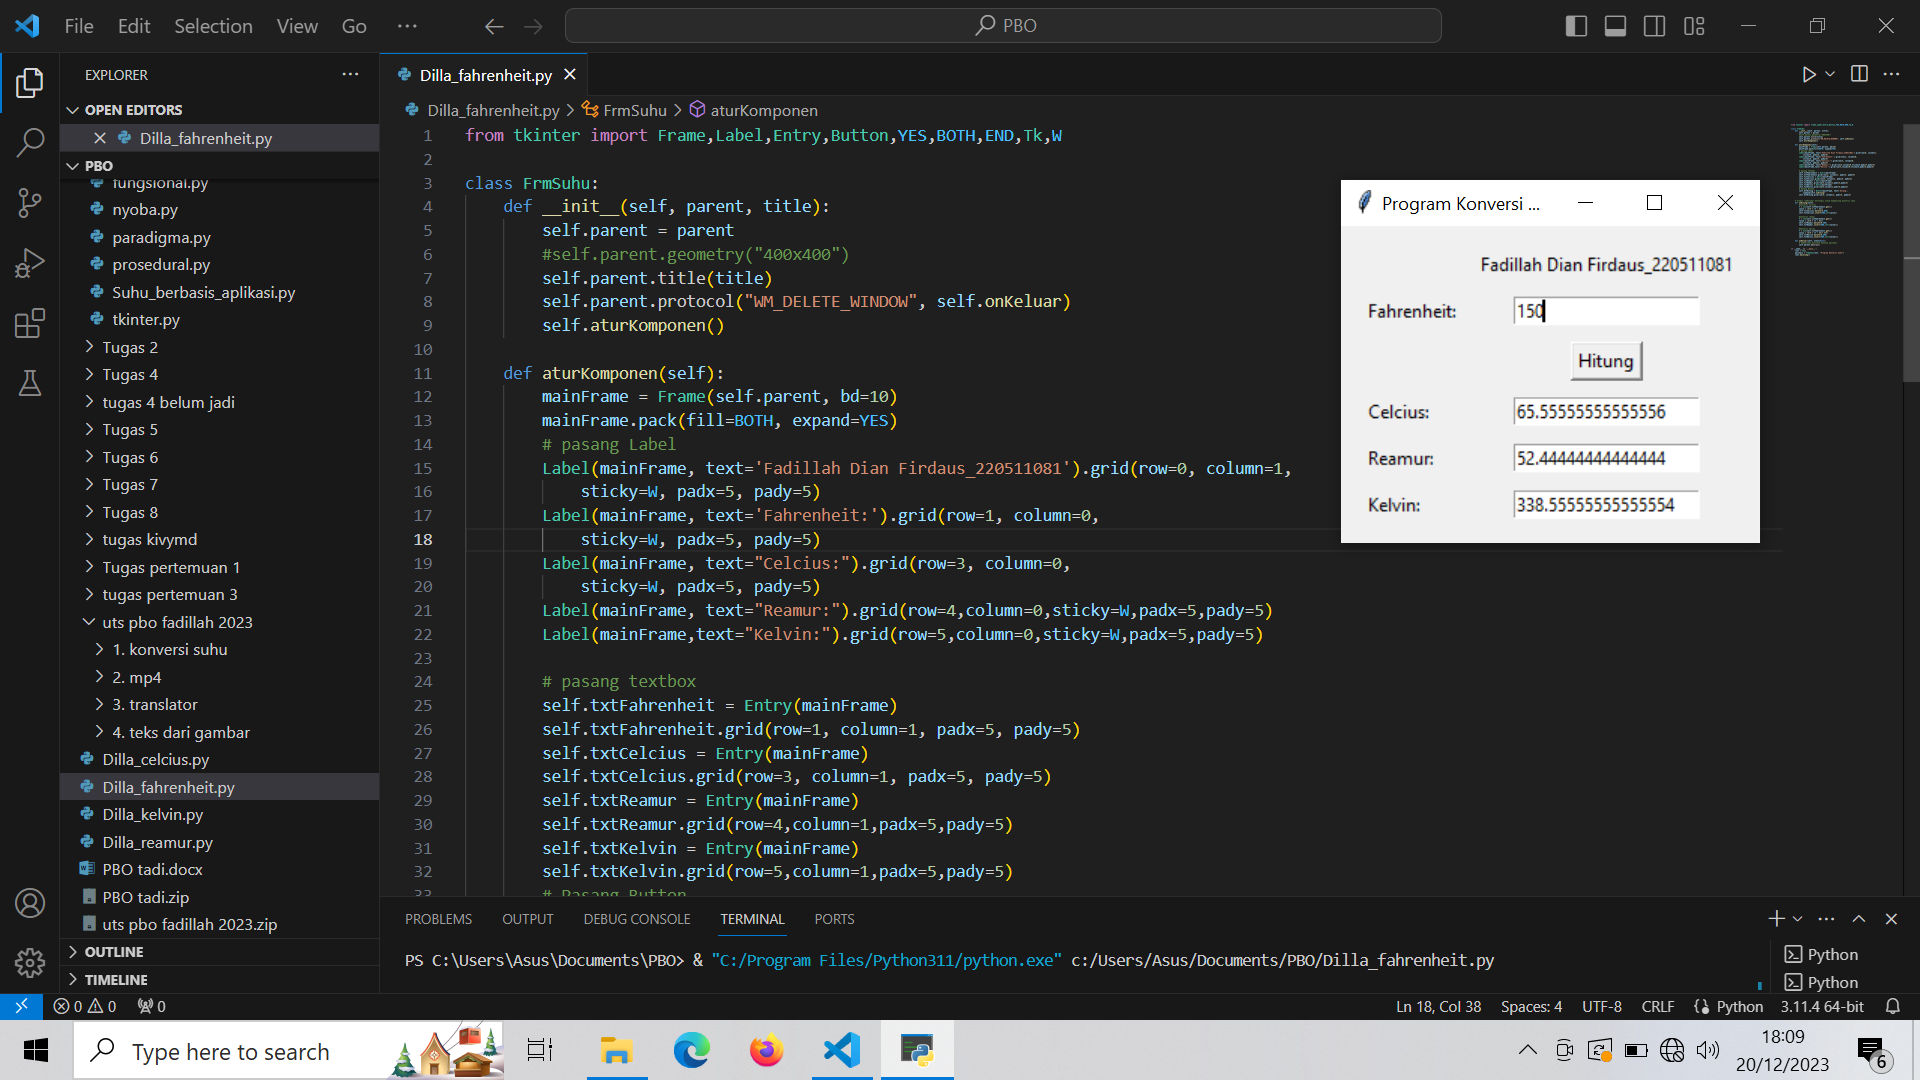 File Edit Selection View Go ···
PBO
EXPLORER
OPEN EDITORS
Dilla_fahrenheit.py
PBO
fungsional.py
nyoba.py
paradigma.py
prosedural.py
Suhu_berbasis_aplikasi.py
tkinter.py
Tugas 2
Tugas 4
tugas 4 belum jadi
Tugas 5
Tugas 6
Tugas 7
Tugas 8
tugas kivymd
Tugas pertemuan 1
tugas pertemuan 3
uts pbo fadillah 2023
1. konversi suhu
2. mp4
3. translator
4. teks dari gambar
Dilla_celcius.py
Dilla_fahrenheit.py
Dilla_kelvin.py
Dilla_reamur.py
PBO tadi.docx
PBO tadi.zip
uts pbo fadillah 2023.zip
OUTLINE
TIMELINE
Dilla_fahrenheit.py
Dilla_fahrenheit.py > FrmSuhu > aturKomponen
1 from tkinter import Frame,Label,Entry,Button,YES,BOTH,END,Tk,W
2
3 class FrmSuhu:
4 def __init__(self, parent, title):
5 self.parent = parent
6 #self.parent.geometry("400x400")
7 self.parent.title(title)
8 self.parent.protocol("WM_DELETE_WINDOW", self.onKeluar)
9 self.aturKomponen()
10
11 def aturKomponen(self):
12 mainFrame = Frame(self.parent, bd=10)
13 mainFrame.pack(fill=BOTH, expand=YES)
14 # pasang Label
15 Label(mainFrame, text='Fadillah Dian Firdaus_220511081').grid(row=0, column=1,
16 sticky=W, padx=5, pady=5)
17 Label(mainFrame, text='Fahrenheit:').grid(row=1, column=0,
18 sticky=W, padx=5, pady=5)
19 Label(mainFrame, text="Celcius:").grid(row=3, column=0,
20 sticky=W, padx=5, pady=5)
21 Label(mainFrame, text="Reamur:").grid(row=4,column=0,sticky=W,padx=5,pady=5)
22 Label(mainFrame,text="Kelvin:").grid(row=5,column=0,sticky=W,padx=5,pady=5)
23
24 # pasang textbox
25 self.txtFahrenheit = Entry(mainFrame)
26 self.txtFahrenheit.grid(row=1, column=1, padx=5, pady=5)
27 self.txtCelcius = Entry(mainFrame)
28 self.txtCelcius.grid(row=3, column=1, padx=5, pady=5)
29 self.txtReamur = Entry(mainFrame)
30 self.txtReamur.grid(row=4,column=1,padx=5,pady=5)
31 self.txtKelvin = Entry(mainFrame)
32 self.txtKelvin.grid(row=5,column=1,padx=5,pady=5)
33 # Pasang Button
Program Konversi ...
Fadillah Dian Firdaus_220511081
Fahrenheit: 150
Hitung
Celcius: 65.55555555555556
Reamur: 52.44444444444444
Kelvin: 338.55555555555554
PROBLEMS OUTPUT DEBUG CONSOLE TERMINAL PORTS
PS C:\Users\Asus\Documents\PBO> & "C:/Program Files/Python311/python.exe" c:/Users/Asus/Documents/PBO/Dilla_fahrenheit.py
Python
Python
0 0 0
Ln 18, Col 38 Spaces: 4 UTF-8 CRLF Python 3.11.4 64-bit
Type here to search
18:09
20/12/2023
6